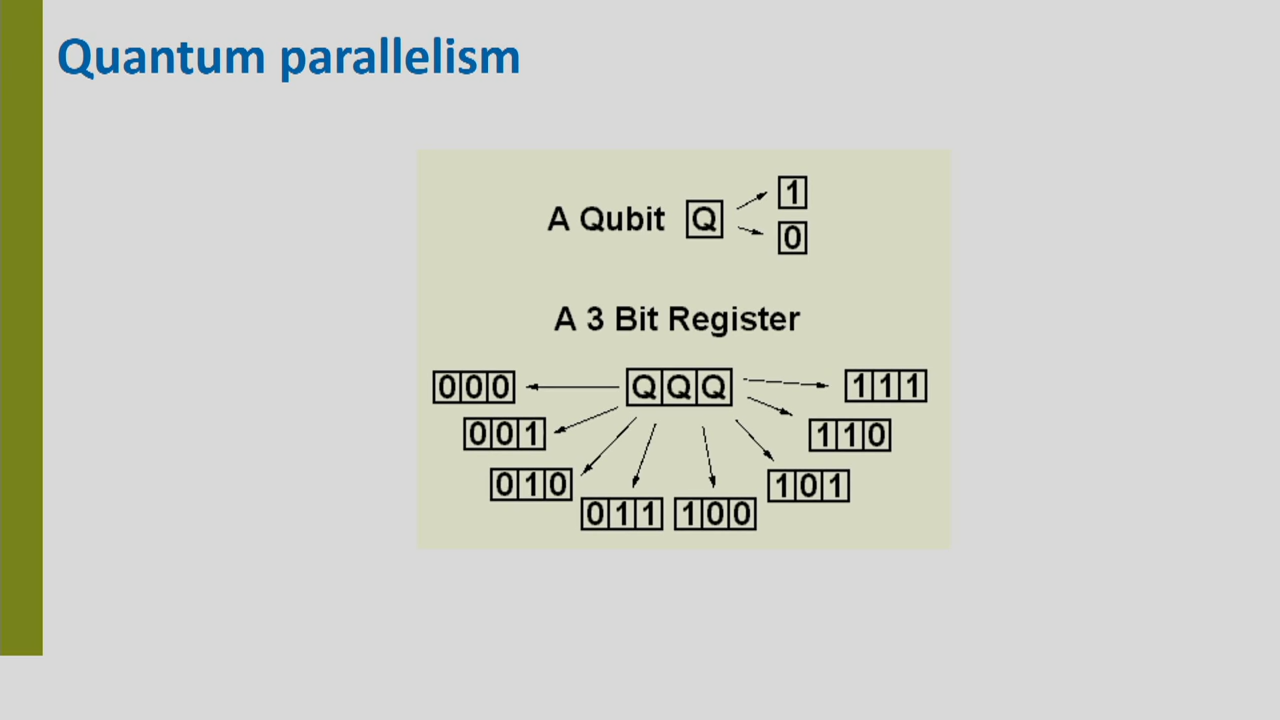 Quantum parallelism
1
A Qubit Q
0
A 3 Bit Register
000 QQQ 111
001 110
010 101
011 100